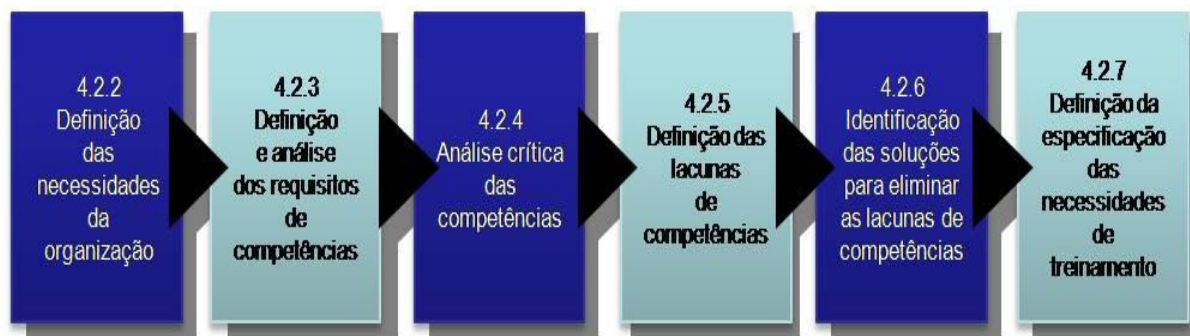 4.2.2
Definição
das
necessidades
da
organização
4.2.3
Definição
e análise
dos requisitos
de
competências
4.2.4
Análise crítica
das
competências
4.2.5
Definição das
lacunas
de
competências
4.2.6
Identificação
das soluções
para eliminar
as lacunas de
competências
4.2.7
Definição da
especificação
das
necessidades
de
treinamento